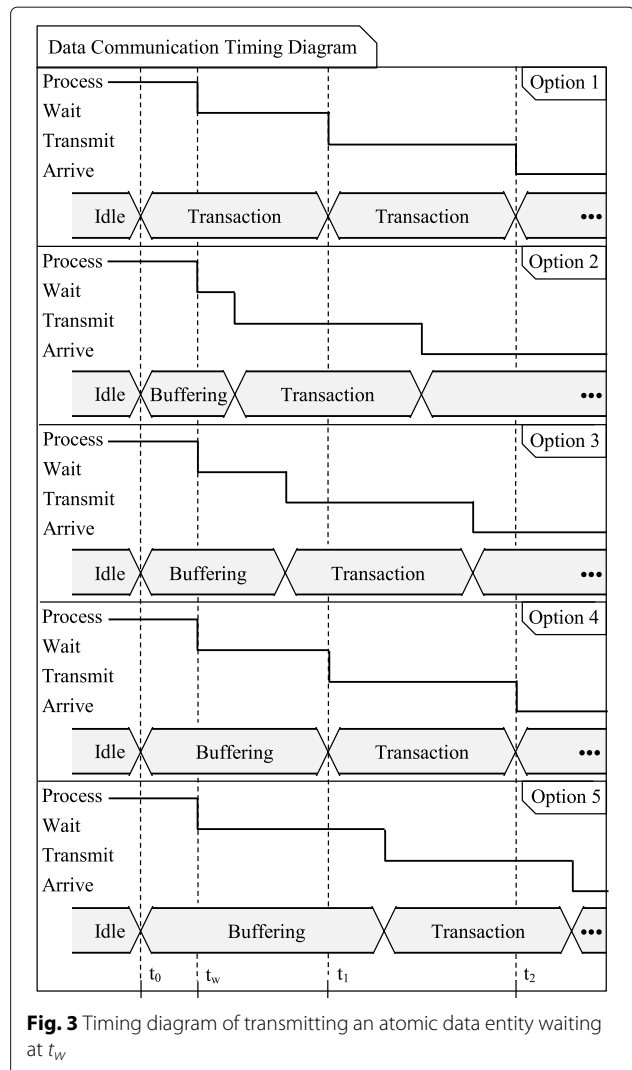 Data Communication Timing Diagram
Process
Option 1
Wait
Transmit
Arrive
Idle Transaction Transaction •••
Process
Option 2
Wait
Transmit
Arrive
Idle Buffering Transaction •••
Process
Option 3
Wait
Transmit
Arrive
Idle Buffering Transaction •••
Process
Option 4
Wait
Transmit
Arrive
Idle Buffering Transaction •••
Process
Option 5
Wait
Transmit
Arrive
Idle Buffering Transaction •••
t0 tw t1 t2
Fig. 3 Timing diagram of transmitting an atomic data entity waiting
at tW